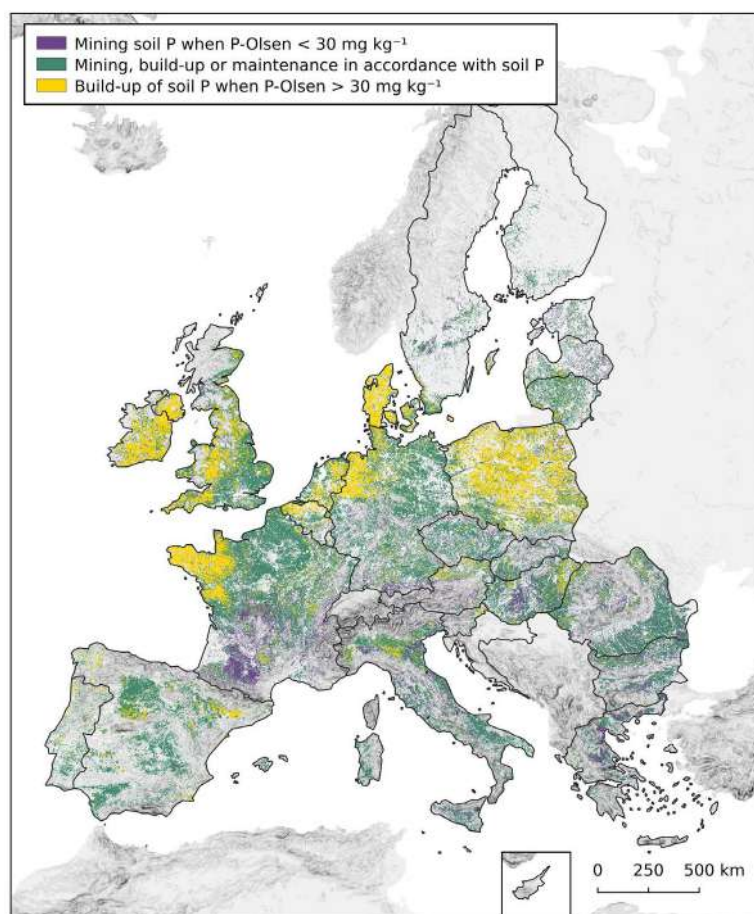 Mining soil P when P-Olsen < 30 mg kg⁻¹
Mining, build-up or maintenance in accordance with soil P
Build-up of soil P when P-Olsen > 30 mg kg⁻¹
0 250 500 km